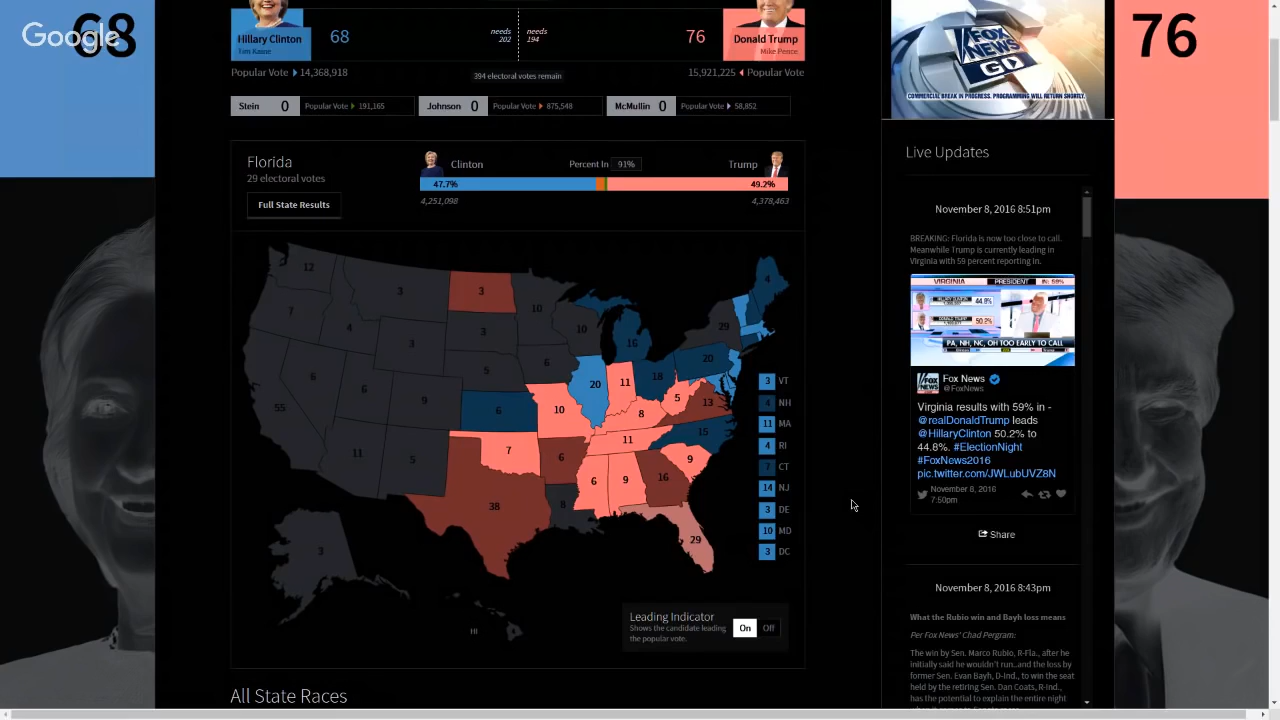 68
Google
76
Hillary Clinton
Tim Kaine
68
needs
202
needs
194
76
Donald Trump
Mike Pence
Popular Vote 14,368,918
394 electoral votes remain
15,921,225 Popular Vote
Stein 0 Popular Vote 191,165
Johnson 0 Popular Vote 875,548
McMullin 0 Popular Vote 58,852
Florida
29 electoral votes
Full State Results
Clinton
Percent In 91%
Trump
47.7%
49.2%
4,251,098
4,378,463
3
3
10
4
3
10
29
3
16
5
20
6
6
20
11
18
55
9
6
10
8
5
13
15
11
11
5
7
6
9
6
9
16
38
8
29
3
HI
3 VT
4 NH
11 MA
4 RI
7 CT
14 NJ
3 DE
10 MD
3 DC
Leading Indicator
Shows the candidate leading
the popular vote.
On Off
All State Races
FOX
NEWS
GO
COMMERCIAL BREAK IN PROGRESS. PROGRAMMING WILL RETURN SHORTLY.
Live Updates
November 8, 2016 8:51pm
BREAKING: Florida is now too close to call.
Meanwhile Trump is currently leading in
Virginia with 59 percent reporting in.
VIRGINIA PRESIDENT IN: 59%
44.8%
50.2%
PA, NH, NC, OH TOO EARLY TO CALL
Fox News
@FoxNews
Virginia results with 59% in -
@realDonaldTrump leads
@HillaryClinton 50.2% to
44.8%. #ElectionNight
#FoxNews2016
pic.twitter.com/JWLubUVZ8N
November 8, 2016
7:50pm
Share
November 8, 2016 8:43pm
What the Rubio win and Bayh loss means
Per Fox News' Chad Pergram:
The win by Sen. Marco Rubio, R-Fla., after he
initially said he wouldn't run..and the loss by
former Sen. Evan Bayh, D-Ind., to win the seat
held by the retiring Sen. Dan Coats, R-Ind.,
has the potential to explain the entire night